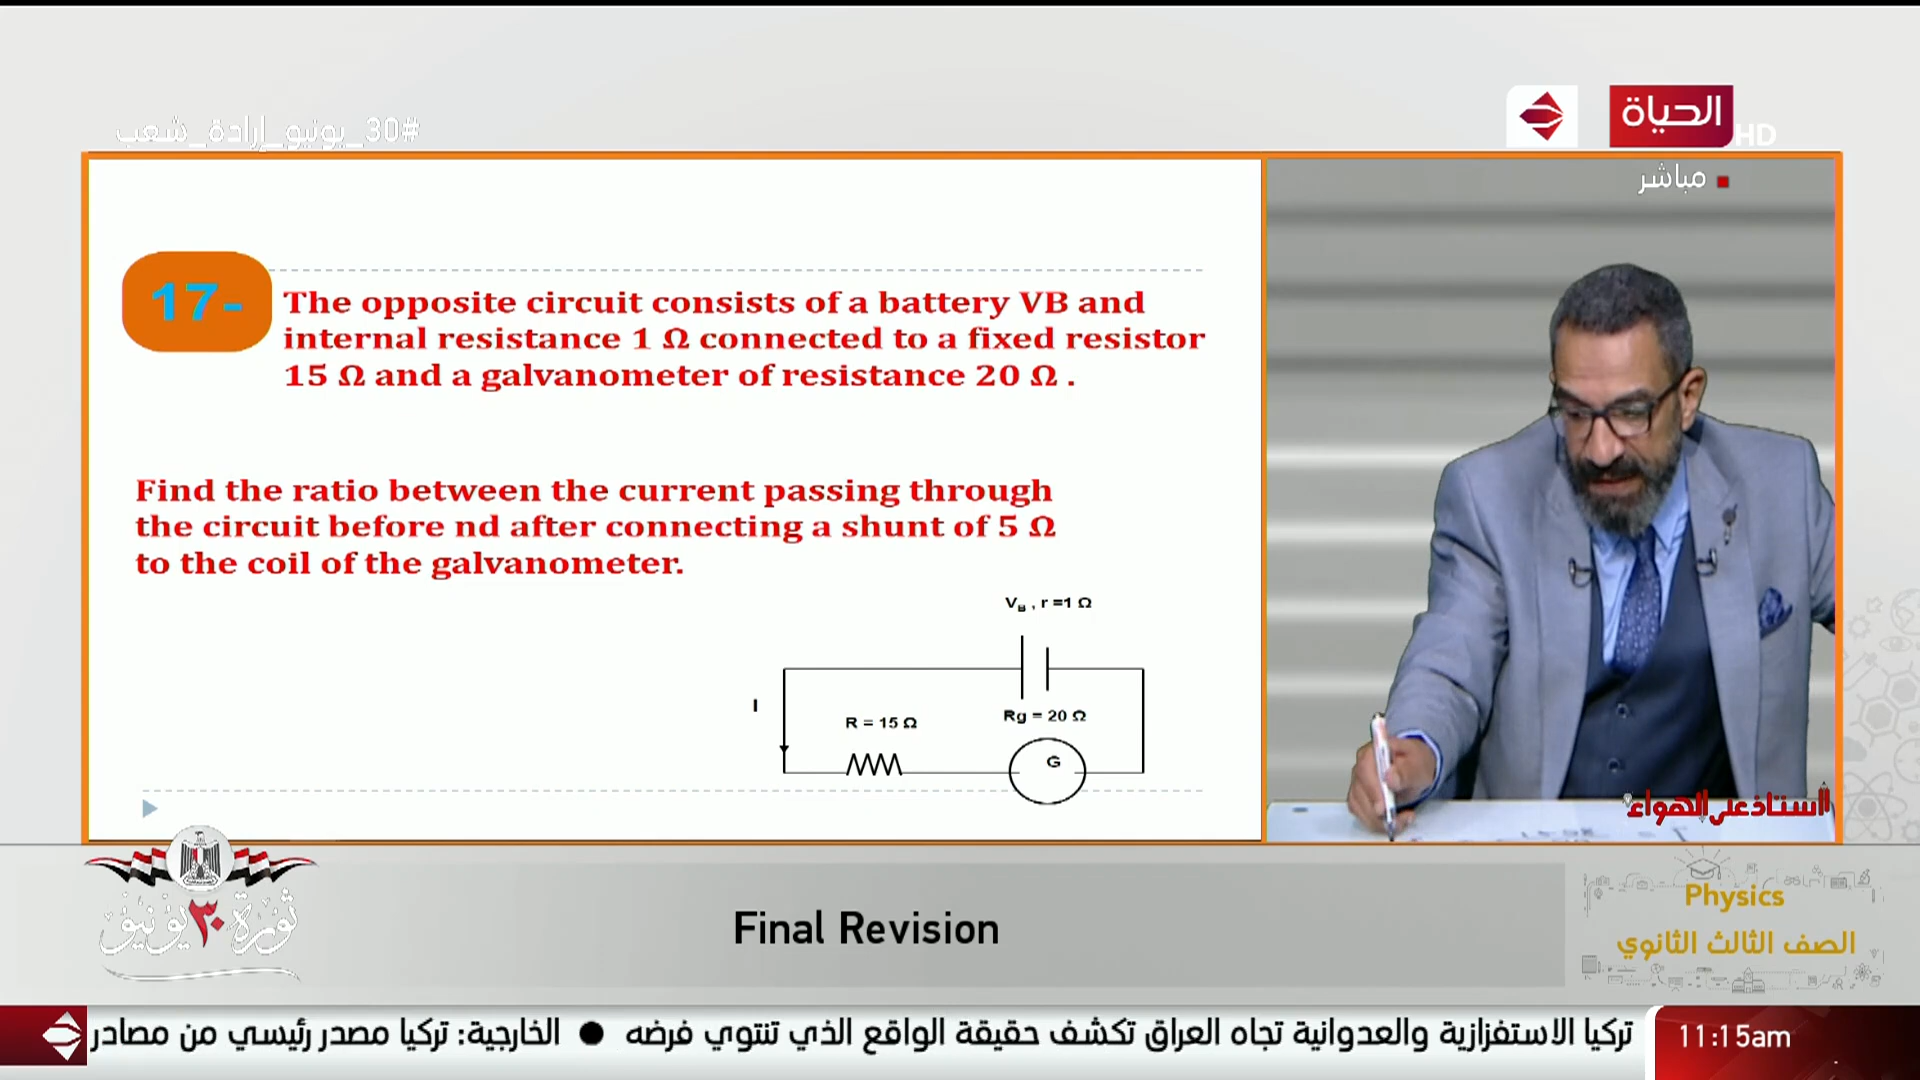 #30_يونيو_إرادة_شعب
الحياة
HD
مباشر
17-
The opposite circuit consists of a battery VB and
internal resistance 1 Ω connected to a fixed resistor
15 Ω and a galvanometer of resistance 20 Ω .
Find the ratio between the current passing through
the circuit before nd after connecting a shunt of 5 Ω
to the coil of the galvanometer.
VB , r =1 Ω
I
R = 15 Ω
Rg = 20 Ω
G
أستاذ على الهواء
ثورة ٣٠ يونيو
Final Revision
Physics
الصف الثالث الثانوي
تركيا الاستفزازية والعدوانية تجاه العراق تكشف حقيقة الواقع الذي تنتوي فرضه ● الخارجية: تركيا مصدر رئيسي من مصادر
11:15am